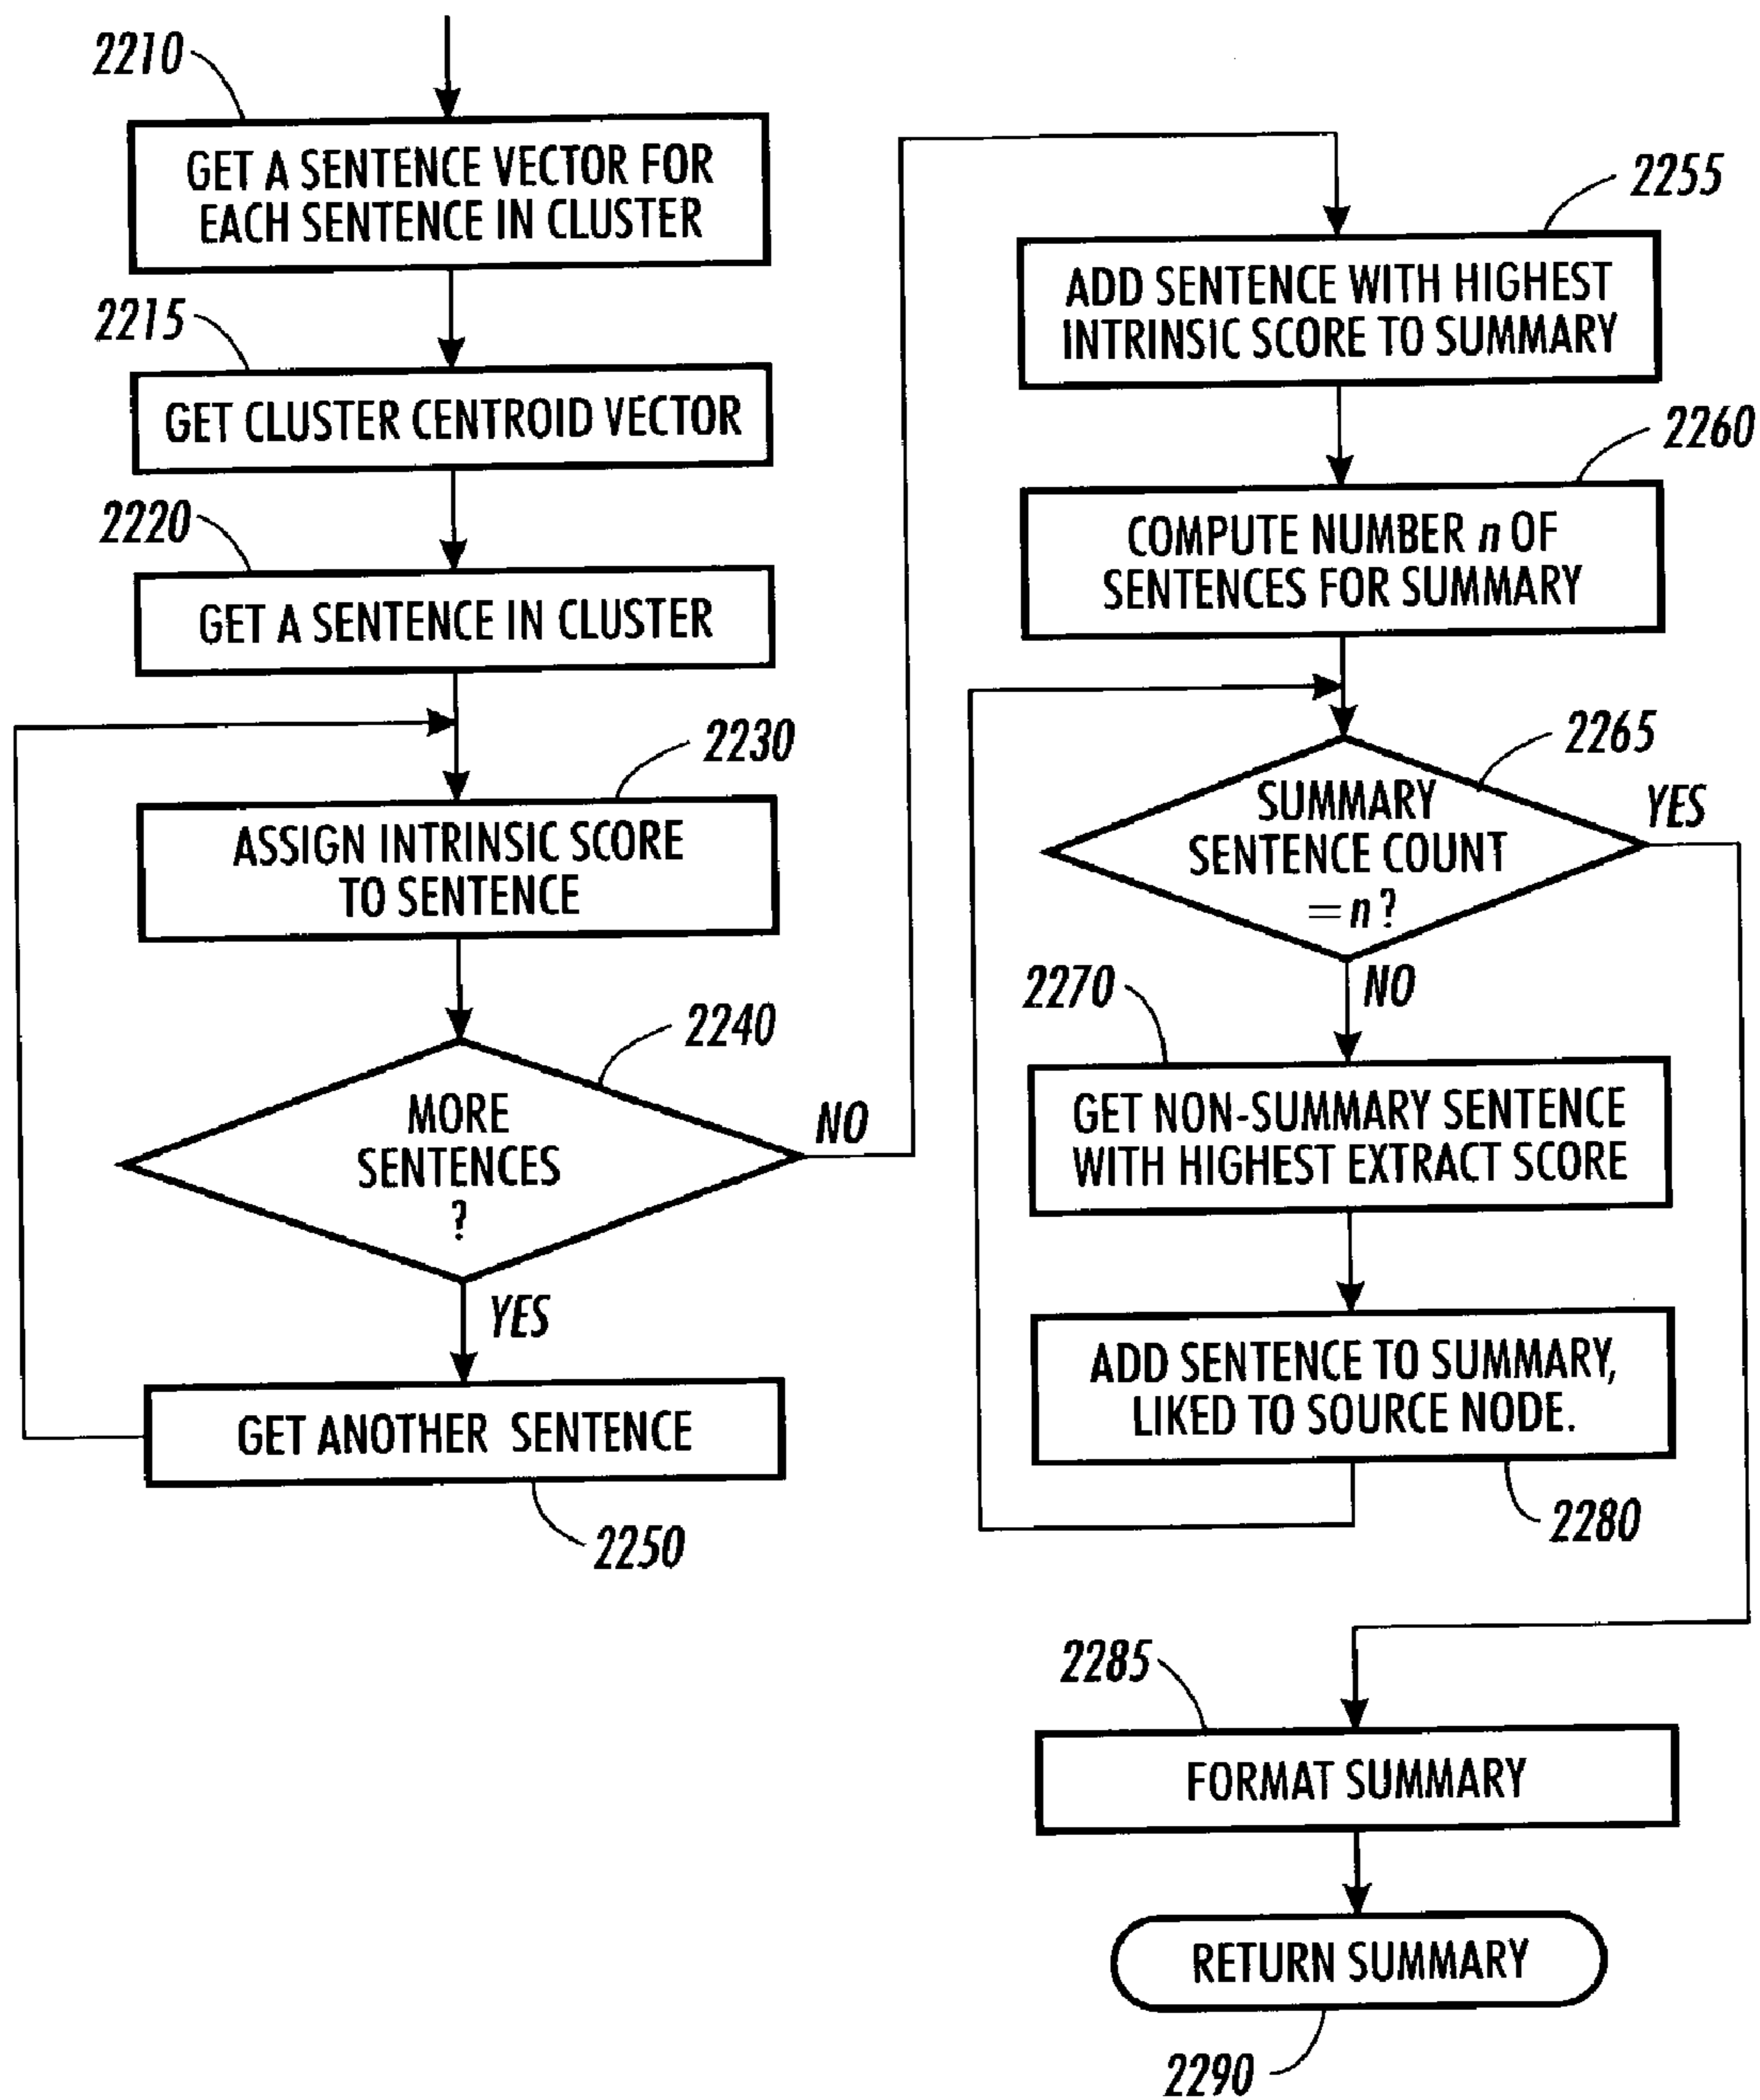 2210
GET A SENTENCE VECTOR FOR
EACH SENTENCE IN CLUSTER
2215
GET CLUSTER CENTROID VECTOR
2220
GET A SENTENCE IN CLUSTER
2230
ASSIGN INTRINSIC SCORE
TO SENTENCE
2240
MORE
SENTENCES
?
NO
YES
GET ANOTHER SENTENCE
2250
2255
ADD SENTENCE WITH HIGHEST
INTRINSIC SCORE TO SUMMARY
2260
COMPUTE NUMBER n OF
SENTENCES FOR SUMMARY
2265
SUMMARY
SENTENCE COUNT
= n ?
YES
NO
2270
GET NON-SUMMARY SENTENCE
WITH HIGHEST EXTRACT SCORE
ADD SENTENCE TO SUMMARY,
LIKED TO SOURCE NODE.
2280
2285
FORMAT SUMMARY
RETURN SUMMARY
2290